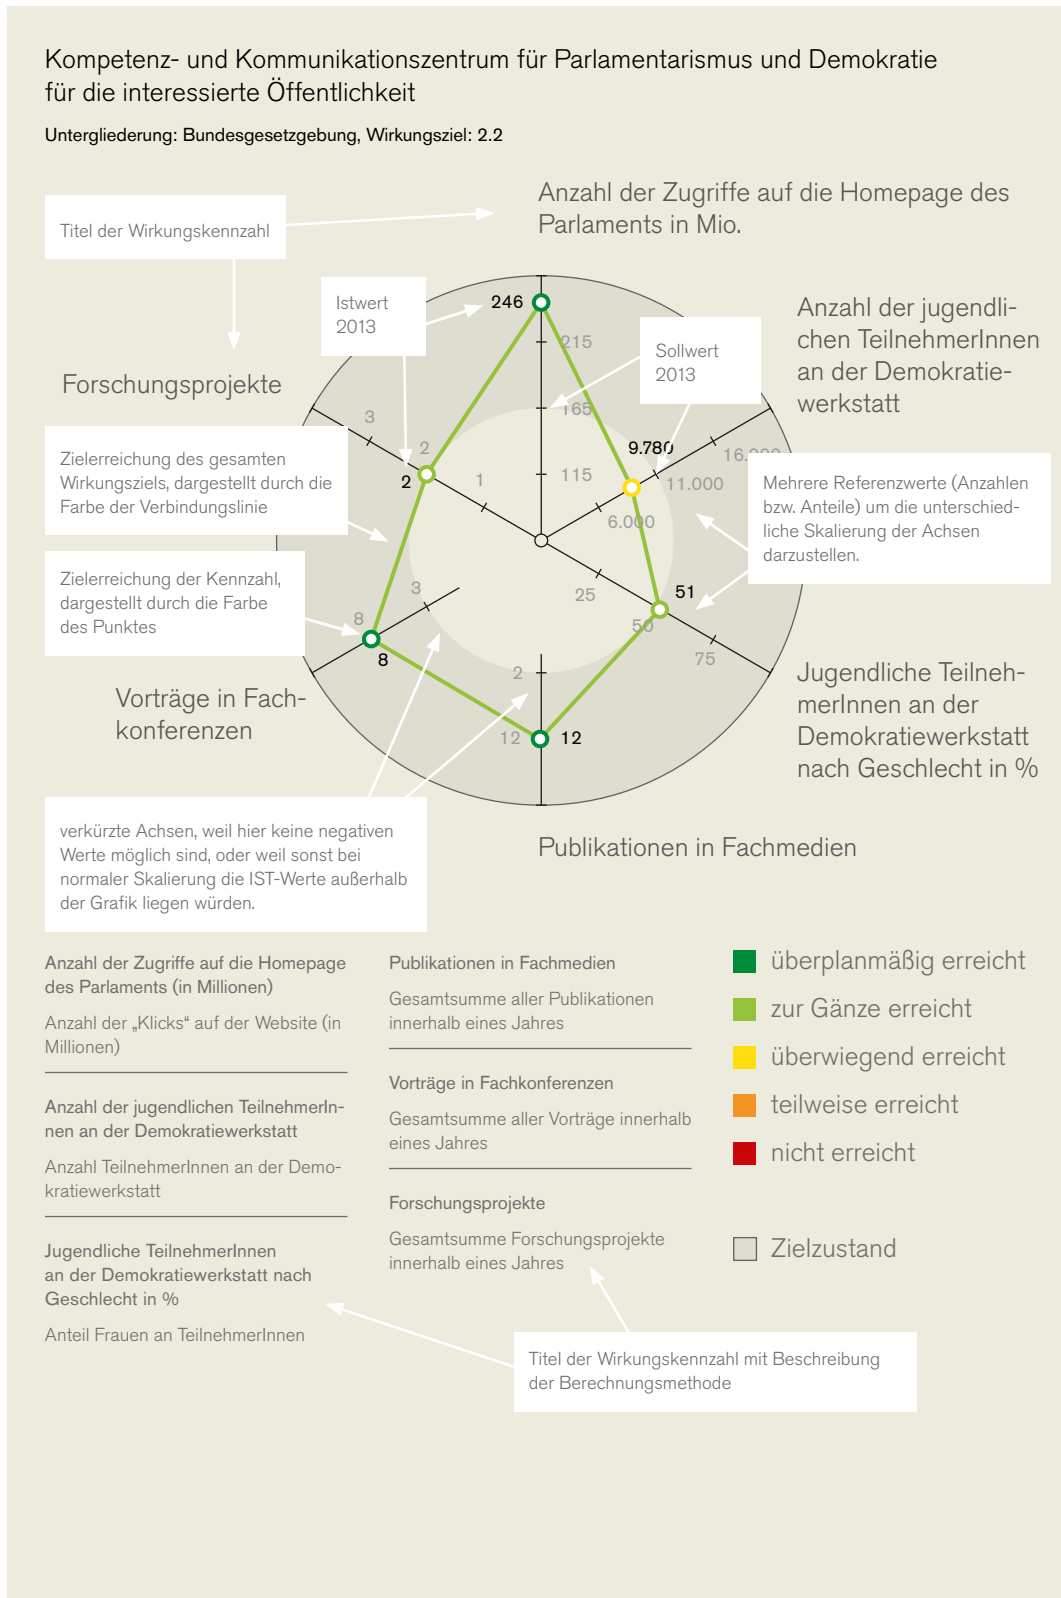 Kompetenz- und Kommunikationszentrum für Parlamentarismus und Demokratie
für die interessierte Öffentlichkeit
Untergliederung: Bundesgesetzgebung, Wirkungsziel: 2.2
Anzahl der Zugriffe auf die Homepage des
Parlaments in Mio.
Titel der Wirkungskennzahl
Istwert
2013
246
215
Sollwert
2013
Anzahl der jugendli-
chen TeilnehmerInnen
an der Demokratie-
werkstatt
Forschungsprojekte
3
2
2
1
165
115
9.780
16.000
11.000
6.000
Zielerreichung des gesamten
Wirkungsziels, dargestellt durch die
Farbe der Verbindungslinie
Mehrere Referenzwerte (Anzahlen
bzw. Anteile) um die unterschied-
liche Skalierung der Achsen
darzustellen.
Zielerreichung der Kennzahl,
dargestellt durch die Farbe
des Punktes
3
8
8
25
51
50
75
Vorträge in Fach-
konferenzen
2
12
12
Jugendliche Teilneh-
merInnen an der
Demokratiewerkstatt
nach Geschlecht in %
verkürzte Achsen, weil hier keine negativen
Werte möglich sind, oder weil sonst bei
normaler Skalierung die IST-Werte außerhalb
der Grafik liegen würden.
Publikationen in Fachmedien
Anzahl der Zugriffe auf die Homepage
des Parlaments (in Millionen)
Anzahl der „Klicks“ auf der Website (in
Millionen)
Anzahl der jugendlichen TeilnehmerIn-
nen an der Demokratiewerkstatt
Anzahl TeilnehmerInnen an der Demo-
kratiewerkstatt
Jugendliche TeilnehmerInnen
an der Demokratiewerkstatt nach
Geschlecht in %
Anteil Frauen an TeilnehmerInnen
Publikationen in Fachmedien
Gesamtsumme aller Publikationen
innerhalb eines Jahres
Vorträge in Fachkonferenzen
Gesamtsumme aller Vorträge innerhalb
eines Jahres
Forschungsprojekte
Gesamtsumme Forschungsprojekte
innerhalb eines Jahres
überplanmäßig erreicht
zur Gänze erreicht
überwiegend erreicht
teilweise erreicht
nicht erreicht
Zielzustand
Titel der Wirkungskennzahl mit Beschreibung
der Berechnungsmethode